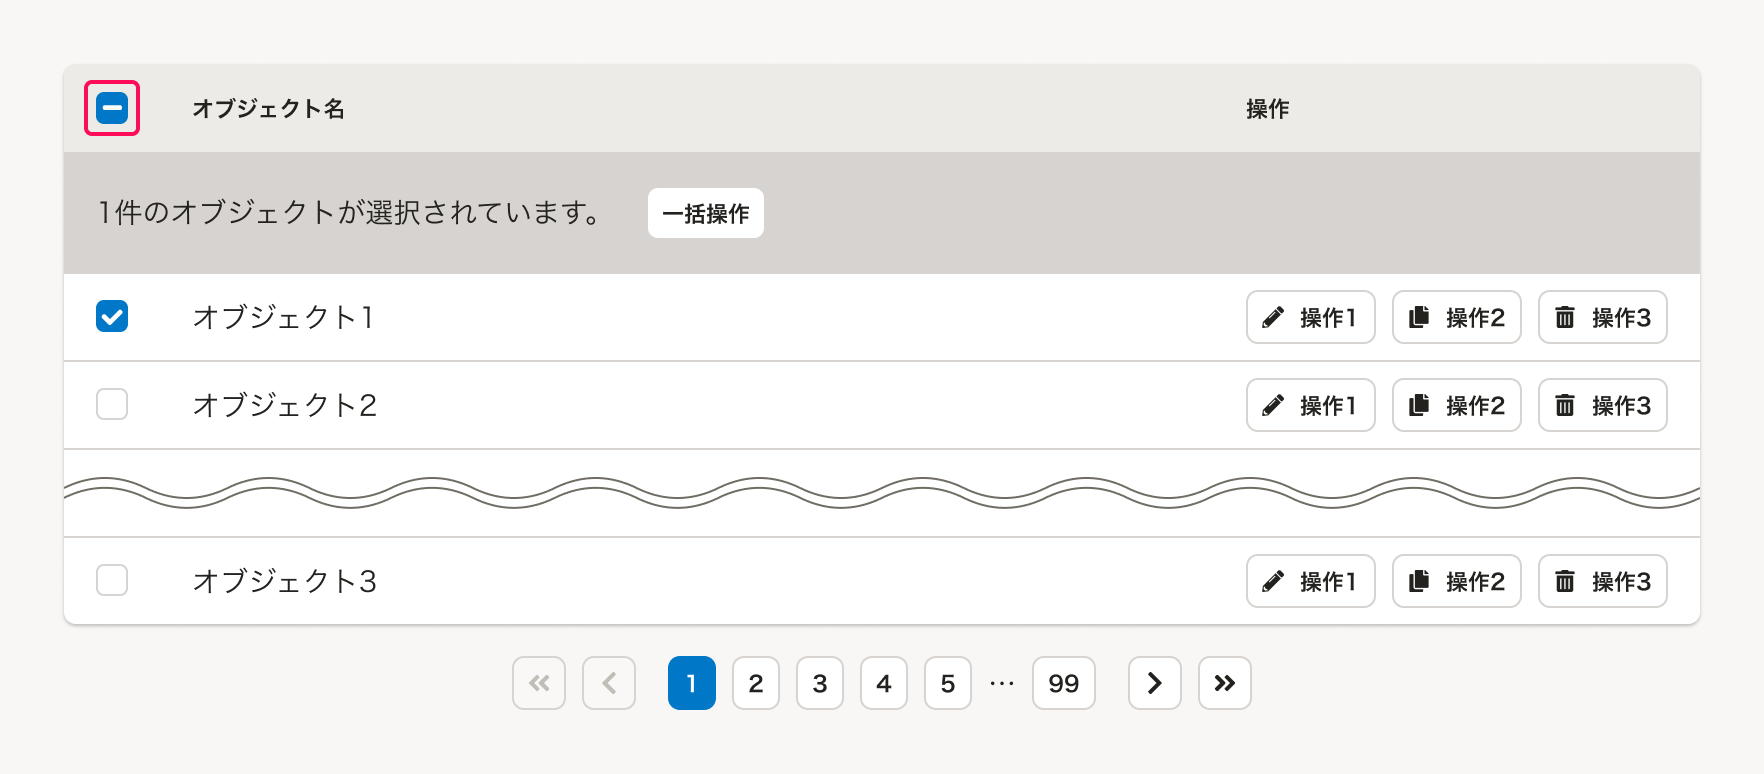 オブジェクト名 操作
1件のオブジェクトが選択されています。 一括操作
オブジェクト1 操作1 操作2 操作3
オブジェクト2 操作1 操作2 操作3
オブジェクト3 操作1 操作2 操作3
1 2 3 4 5 … 99